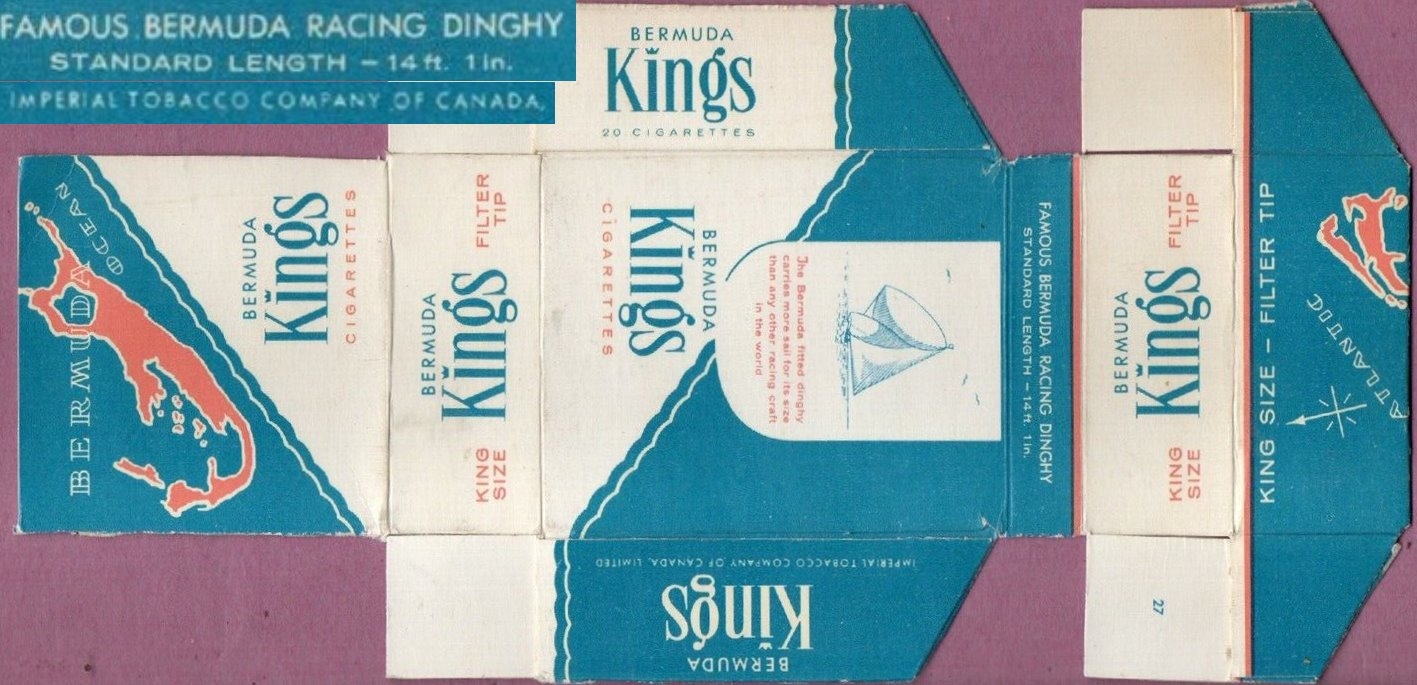 FAMOUS BERMUDA RACING DINGHY
STANDARD LENGTH – 14 ft. 1 in.
IMPERIAL TOBACCO COMPANY OF CANADA,
BERMUDA
Kings
20 CIGARETTES
BERMUDA
OCEAN
BERMUDA
Kings
CIGARETTES
FILTER
TIP
BERMUDA
Kings
KING
SIZE
BERMUDA
Kings
CIGARETTES
The Bermuda fitted dinghy
carries more sail for its size
than any other racing craft
in the world
FAMOUS BERMUDA RACING DINGHY
STANDARD LENGTH – 14 ft. 1 in.
FILTER
TIP
BERMUDA
Kings
KING
SIZE
KING SIZE – FILTER TIP
ATLANTIC
IMPERIAL TOBACCO COMPANY OF CANADA, LIMITED
BERMUDA
Kings
27